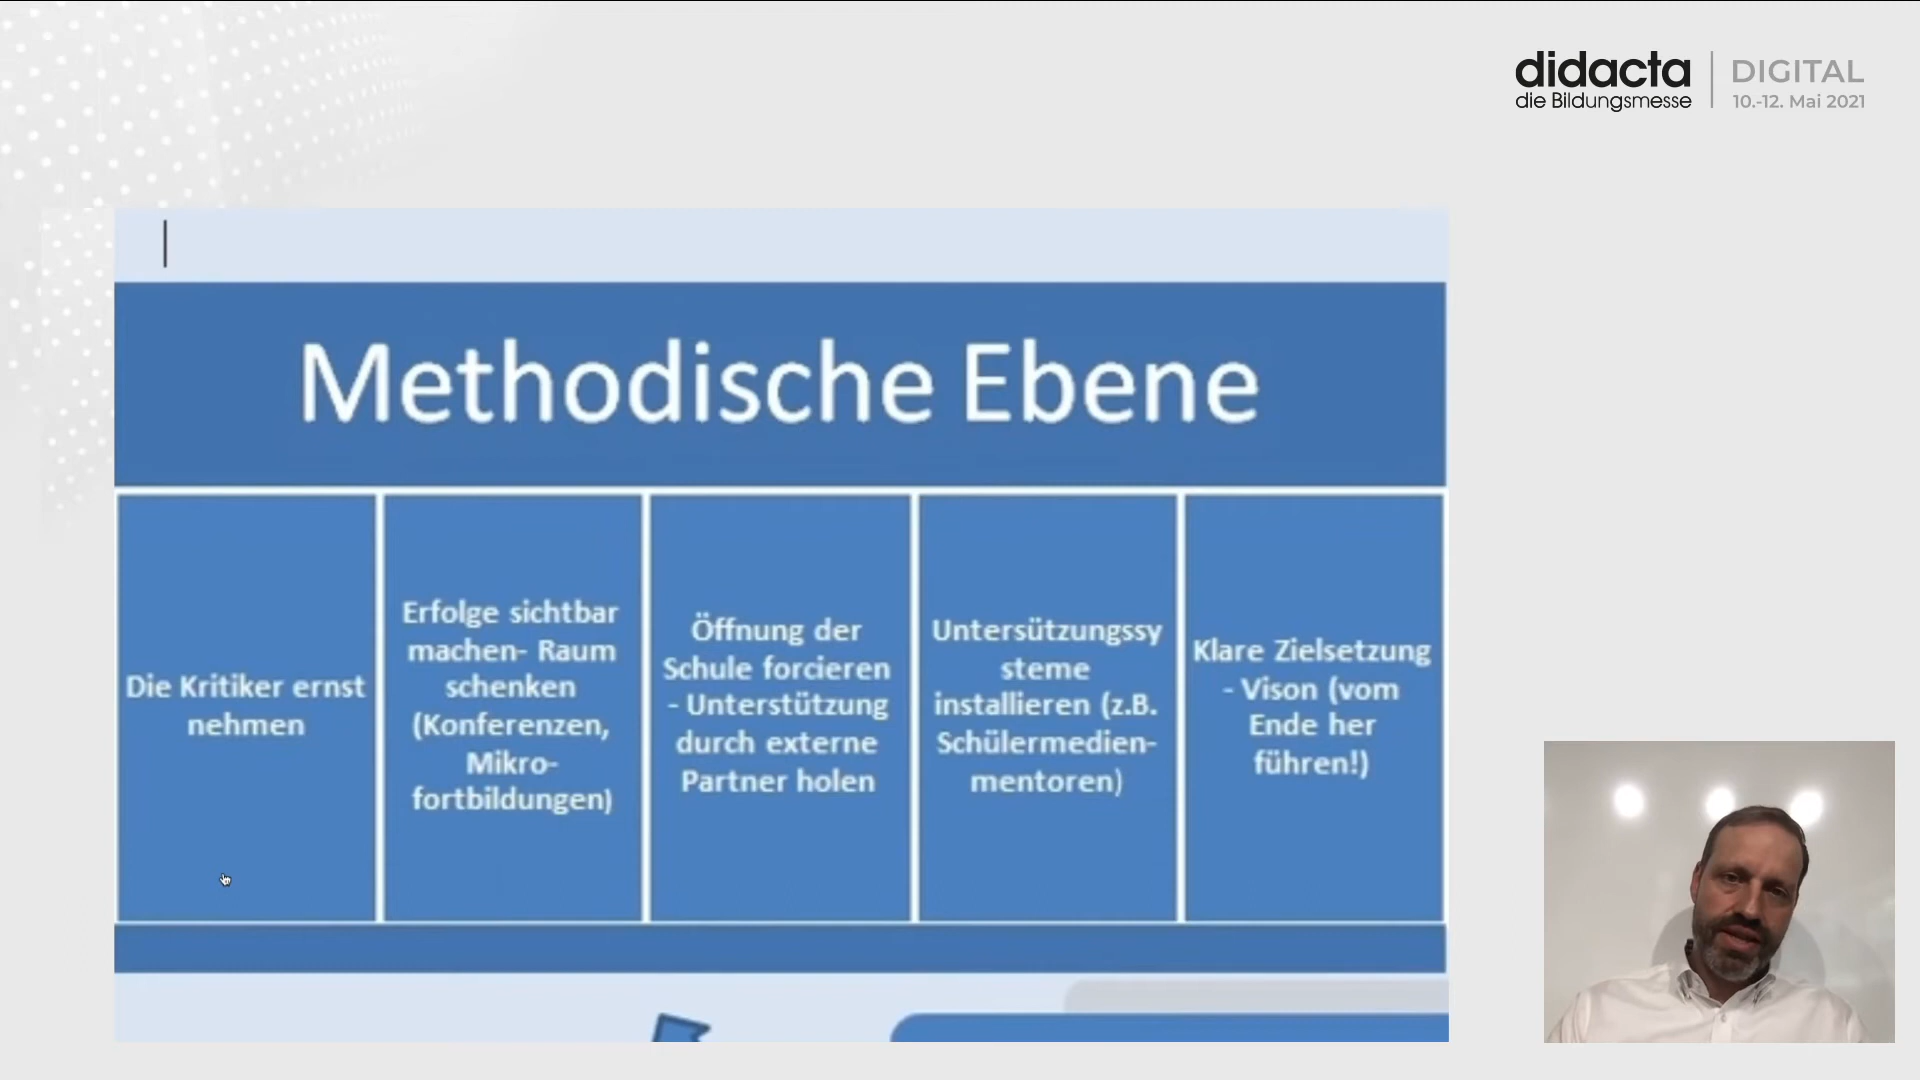 didacta
die Bildungsmesse
DIGITAL
10.-12. Mai 2021
Methodische Ebene
Die Kritiker ernst
nehmen
Erfolge sichtbar
machen- Raum
schenken
(Konferenzen,
Mikro-
fortbildungen)
Öffnung der
Schule forcieren
- Unterstützung
durch externe
Partner holen
Untersützungssy
steme
installieren (z.B.
Schülermedien-
mentoren)
Klare Zielsetzung
- Vison (vom
Ende her
führen!)